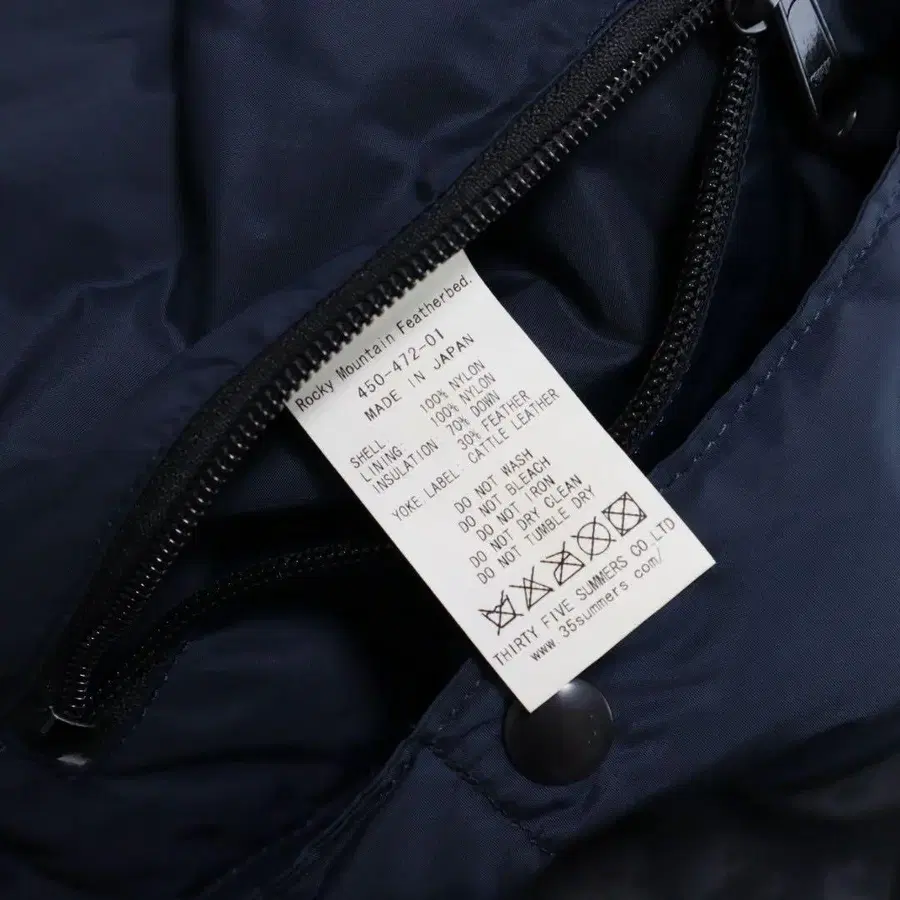 Rocky Mountain Featherbed.
450-472-01
MADE IN JAPAN
SHELL 100% NYLON
LINING: 100% NYLON
INSULATION: 70% DOWN
30% FEATHER
YOKE LABEL: CATTLE LEATHER
DO NOT WASH
DO NOT BLEACH
DO NOT IRON
DO NOT DRY CLEAN
DO NOT TUMBLE DRY
THIRTY FIVE SUMMERS CO.,LTD
www.35summers.com/